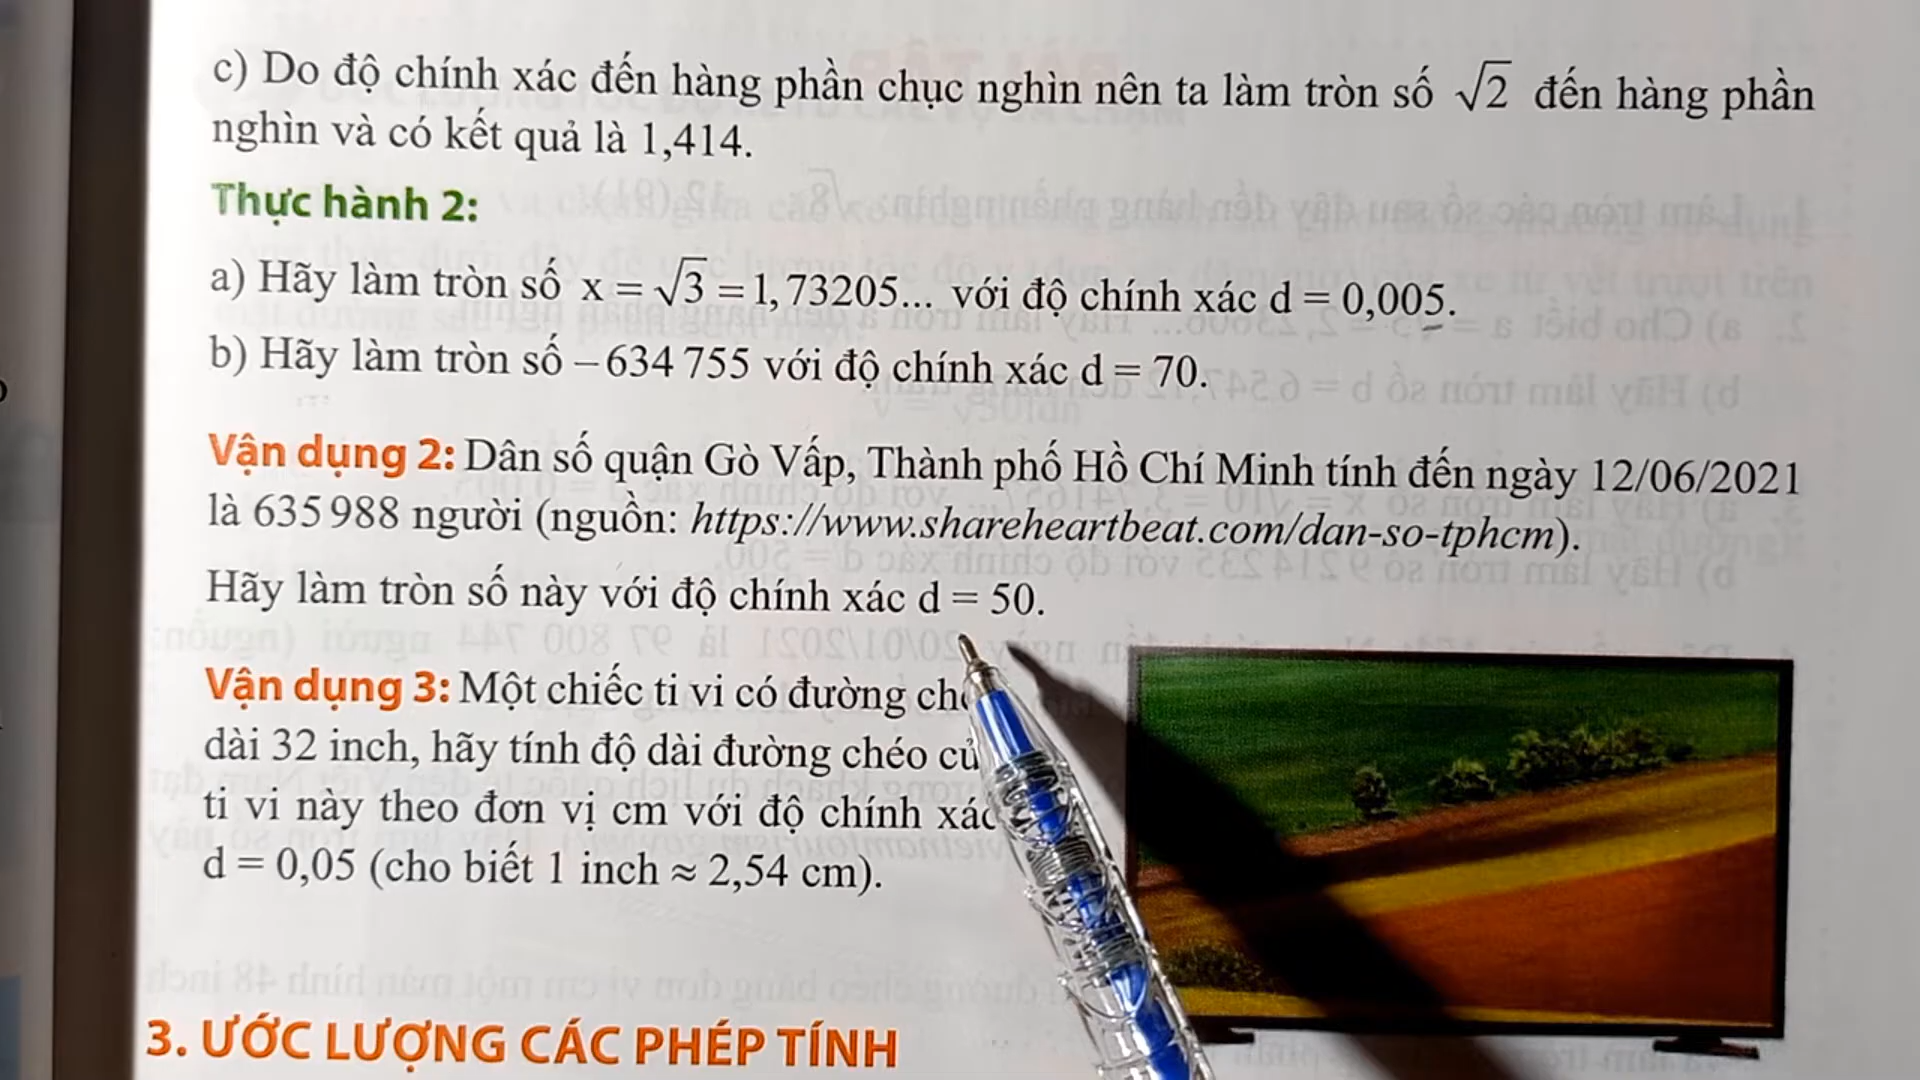 c) Do độ chính xác đến hàng phần chục nghìn nên ta làm tròn số √2 đến hàng phần
nghìn và có kết quả là 1,414.
Thực hành 2:
a) Hãy làm tròn số x = √3 = 1, 73205... với độ chính xác d = 0,005.
b) Hãy làm tròn số – 634 755 với độ chính xác d = 70.
Vận dụng 2: Dân số quận Gò Vấp, Thành phố Hồ Chí Minh tính đến ngày 12/06/2021
là 635 988 người (nguồn: https://www.shareheartbeat.com/dan-so-tphcm).
Hãy làm tròn số này với độ chính xác d = 50.
Vận dụng 3: Một chiếc ti vi có đường
dài 32 inch, hãy tính độ dài đường chéo
ti vi này theo đơn vị cm với độ chính xác
d = 0,05 (cho biết 1 inch ≈ 2,54 cm).
3. ƯỚC LƯỢNG CÁC PHÉP TÍNH